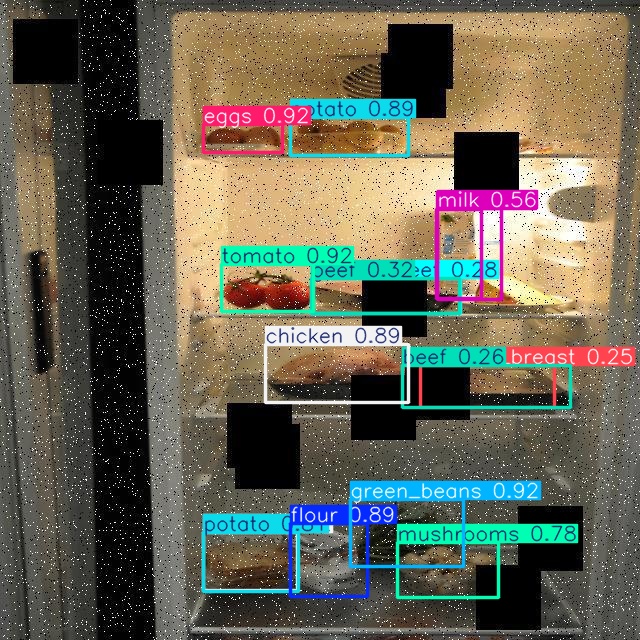 eggs 0.92
otato 0.89
milk 0.56
tomato 0.92
beef 0.32
0.28
chicken 0.89
beef 0.26
breast 0.25
green_beans 0.92
flour 0.89
potato
mushrooms 0.78